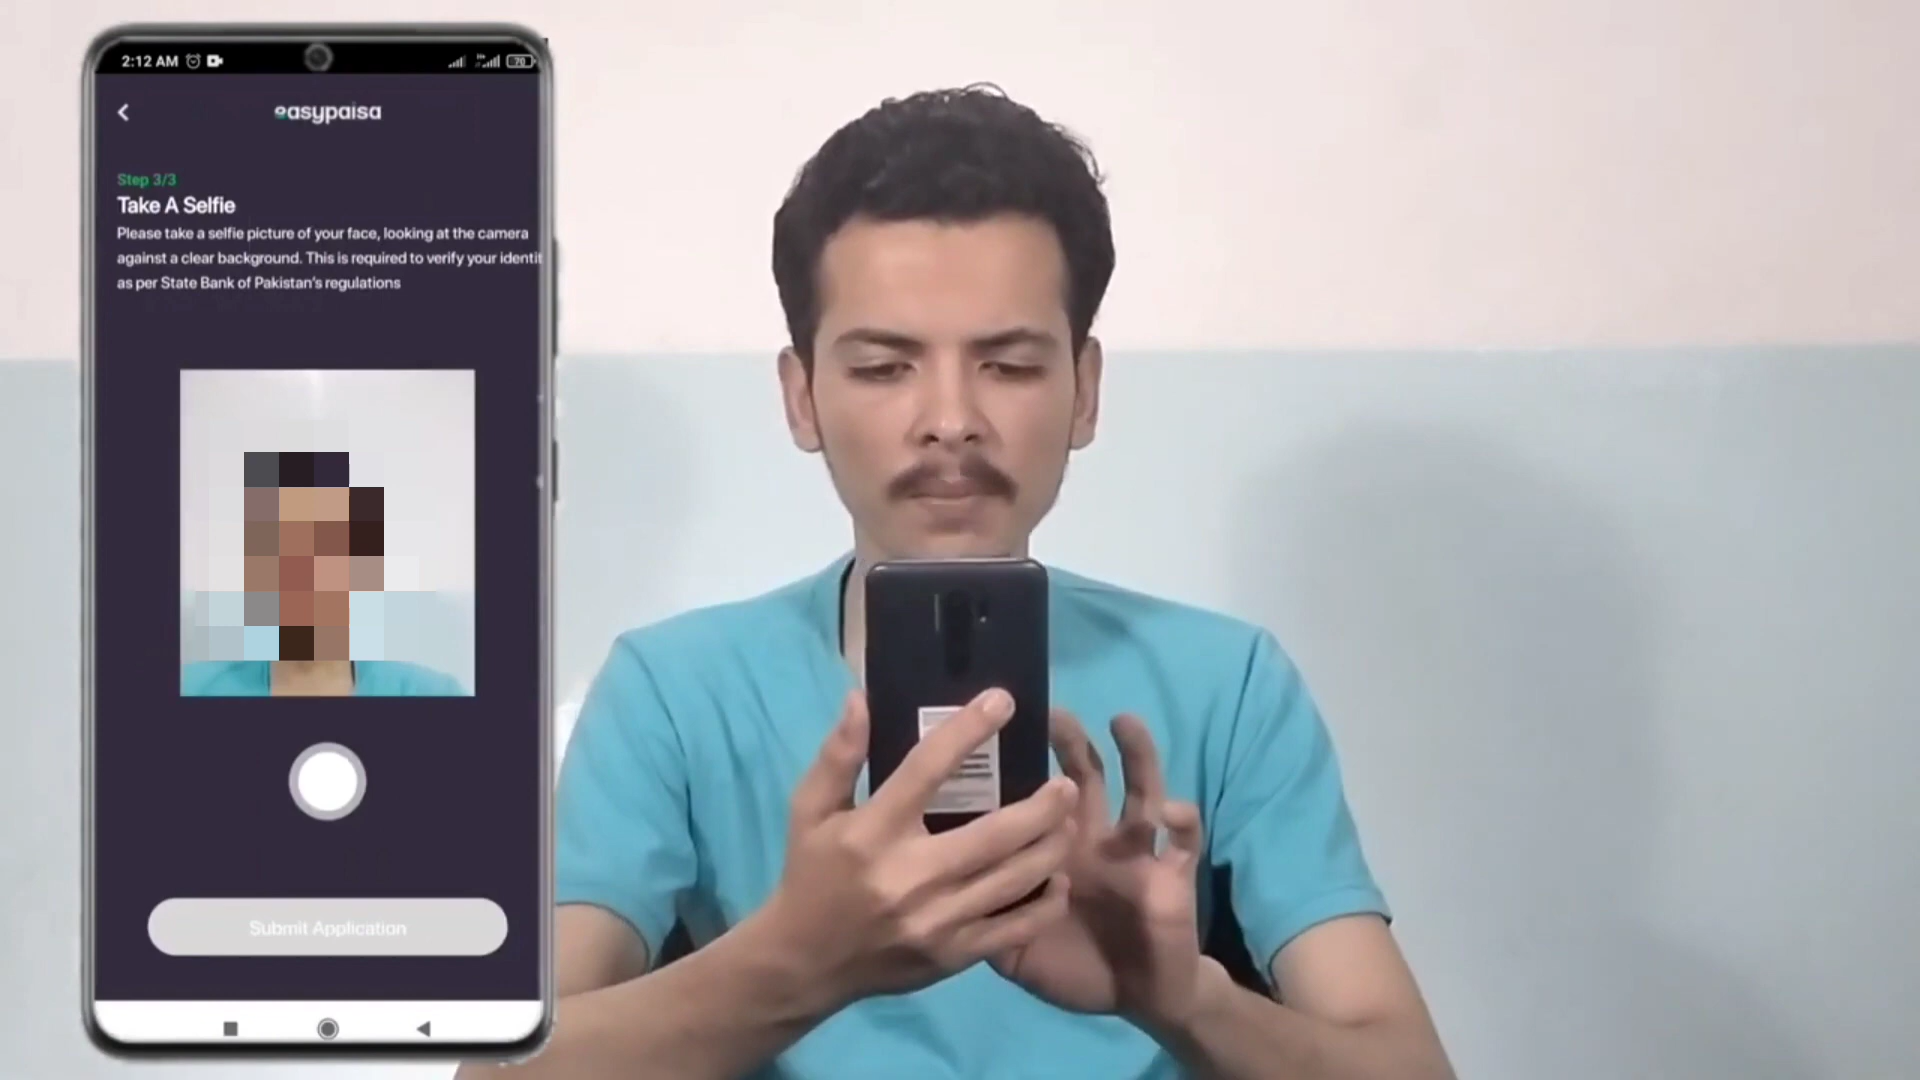 2:12 AM
70
easypaisa
Step 3/3
Take A Selfie
Please take a selfie picture of your face, looking at the camera
against a clear background. This is required to verify your identit
as per State Bank of Pakistan's regulations
Submit Application